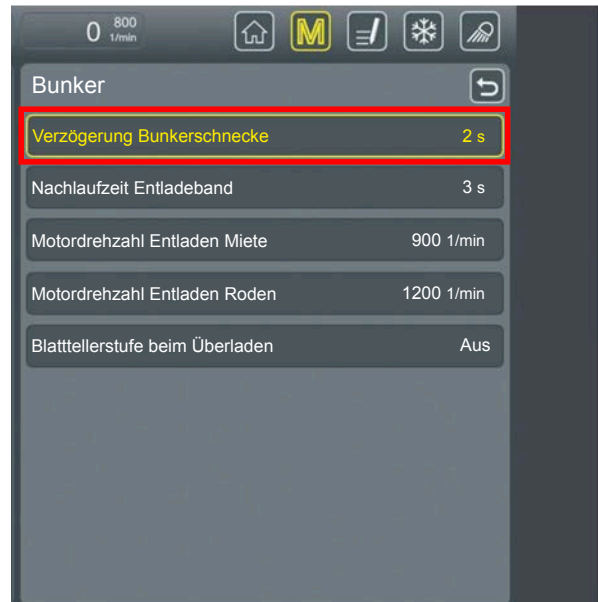 0 800 1/min M
Bunker
Verzögerung Bunkerschnecke 2 s
Nachlaufzeit Entladeband 3 s
Motordrehzahl Entladen Miete 900 1/min
Motordrehzahl Entladen Roden 1200 1/min
Blatttellerstufe beim Überladen Aus